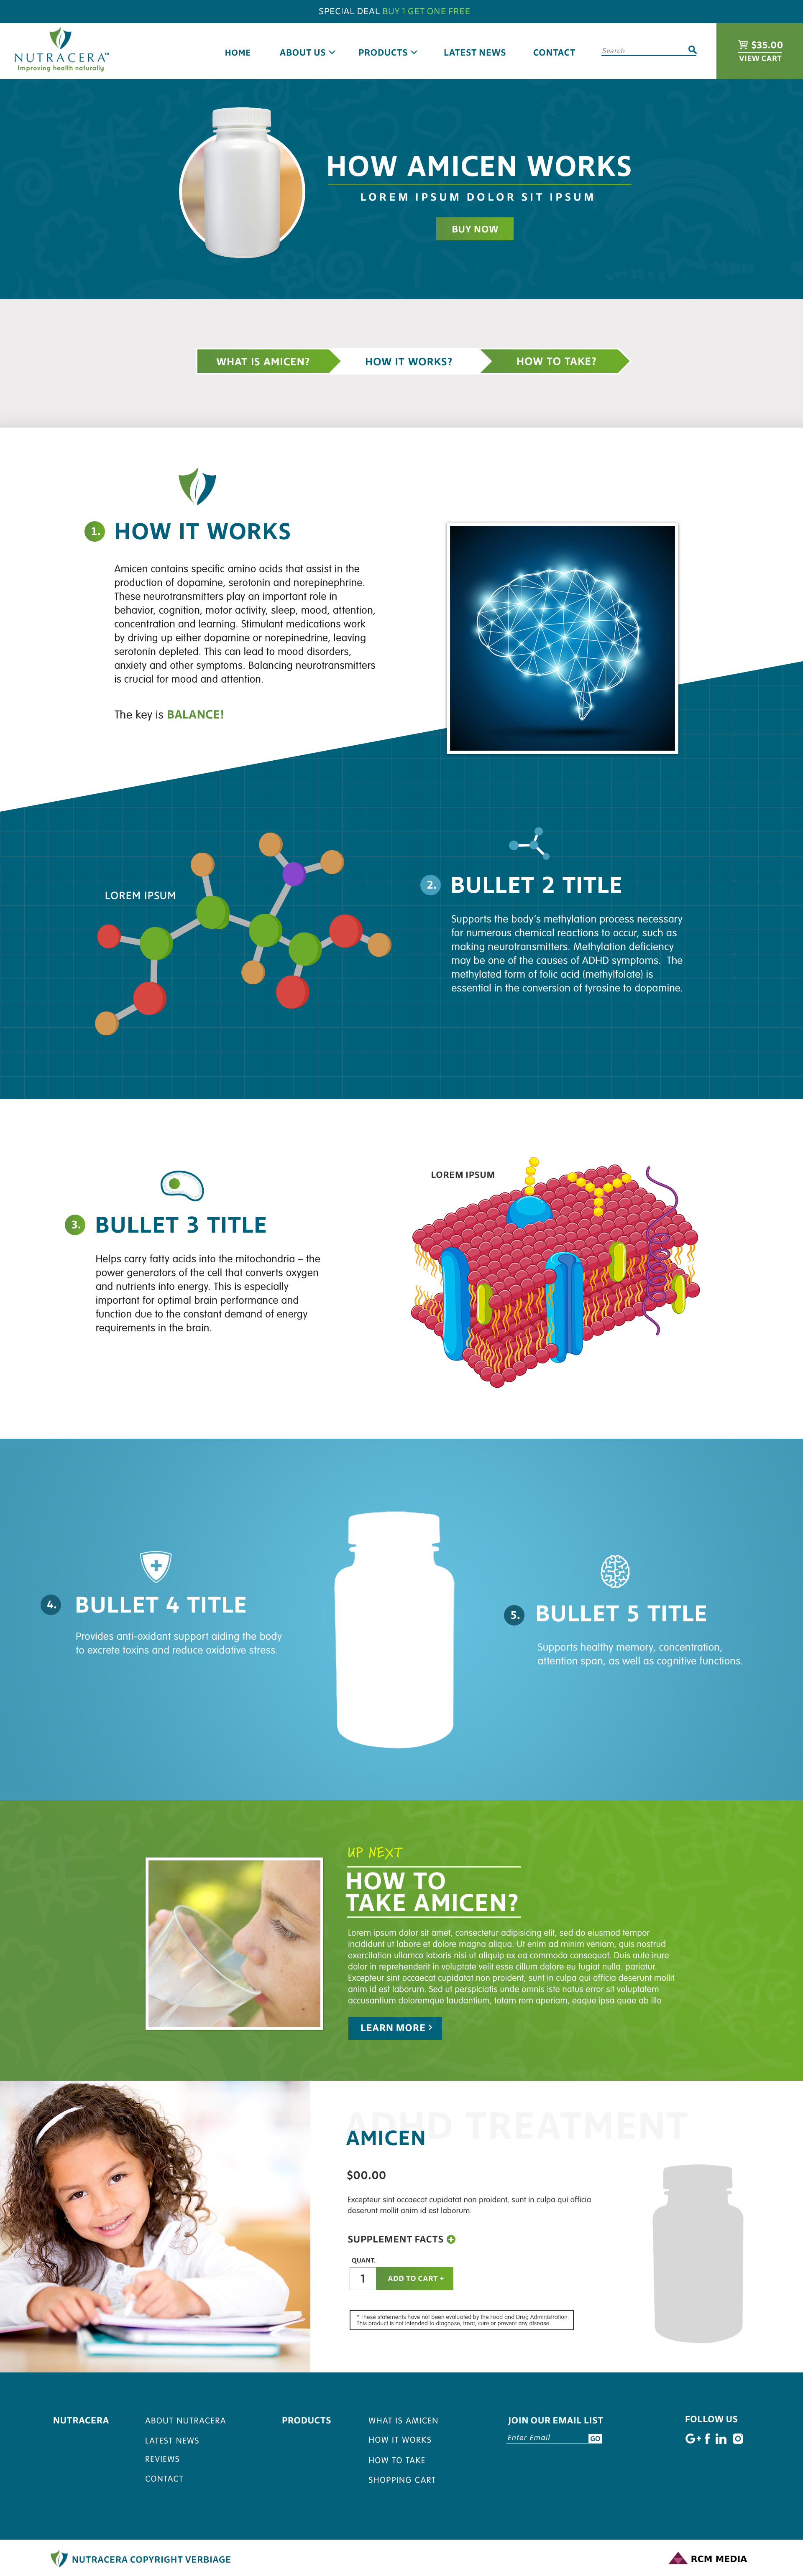 SPECIAL DEAL BUY 1 GET ONE FREE
NUTRACERA™
Improving health naturally
HOME
ABOUT US
PRODUCTS
LATEST NEWS
CONTACT
Search
$35.00
VIEW CART
HOW AMICEN WORKS
LOREM IPSUM DOLOR SIT IPSUM
BUY NOW
WHAT IS AMICEN?
HOW IT WORKS?
HOW TO TAKE?
1. HOW IT WORKS
Amicen contains specific amino acids that assist in the
production of dopamine, serotonin and norepinephrine.
These neurotransmitters play an important role in
behavior, cognition, motor activity, sleep, mood, attention,
concentration and learning. Stimulant medications work
by driving up either dopamine or norepinedrine, leaving
serotonin depleted. This can lead to mood disorders,
anxiety and other symptoms. Balancing neurotransmitters
is crucial for mood and attention.
The key is BALANCE!
LOREM IPSUM
2. BULLET 2 TITLE
Supports the body's methylation process necessary
for numerous chemical reactions to occur, such as
making neurotransmitters. Methylation deficiency
may be one of the causes of ADHD symptoms. The
methylated form of folic acid (methylfolate) is
essential in the conversion of tyrosine to dopamine.
3. BULLET 3 TITLE
Helps carry fatty acids into the mitochondria – the
power generators of the cell that converts oxygen
and nutrients into energy. This is especially
important for optimal brain performance and
function due to the constant demand of energy
requirements in the brain.
LOREM IPSUM
4. BULLET 4 TITLE
Provides anti-oxidant support aiding the body
to excrete toxins and reduce oxidative stress.
5. BULLET 5 TITLE
Supports healthy memory, concentration,
attention span, as well as cognitive functions.
UP NEXT
HOW TO
TAKE AMICEN?
Lorem ipsum dolor sit amet, consectetur adipisicing elit, sed do eiusmod tempor
incididunt ut labore et dolore magna aliqua. Ut enim ad minim veniam, quis nostrud
exercitation ullamco laboris nisi ut aliquip ex ea commodo consequat. Duis aute irure
dolor in reprehenderit in voluptate velit esse cillum dolore eu fugiat nulla. pariatur.
Excepteur sint occaecat cupidatat non proident, sunt in culpa qui officia deserunt mollit
anim id est laborum. Sed ut perspiciatis unde omnis iste natus error sit voluptatem
accusantium doloremque laudantium, totam rem aperiam, eaque ipsa quae ab illo
LEARN MORE >
ADHD TREATMENT
AMICEN
$00.00
Excepteur sint occaecat cupidatat non proident, sunt in culpa qui officia
deserunt mollit anim id est laborum.
SUPPLEMENT FACTS +
QUANT.
1
ADD TO CART +
* These statements have not been evaluated by the Food and Drug Administration.
This product is not intended to diagnose, treat, cure or prevent any disease.
NUTRACERA
ABOUT NUTRACERA
LATEST NEWS
REVIEWS
CONTACT
PRODUCTS
WHAT IS AMICEN
HOW IT WORKS
HOW TO TAKE
SHOPPING CART
JOIN OUR EMAIL LIST
Enter Email
GO
FOLLOW US
G+ f in
NUTRACERA COPYRIGHT VERBIAGE
RCM MEDIA